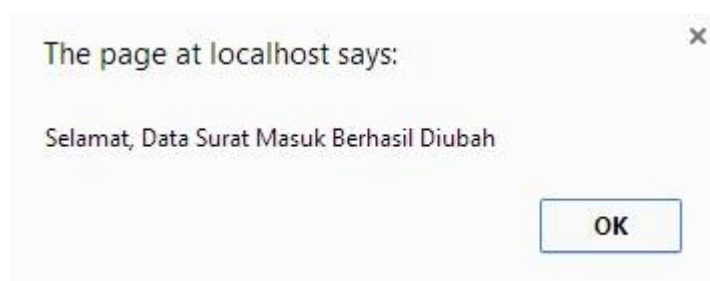 The page at localhost says:
Selamat, Data Surat Masuk Berhasil Diubah
OK